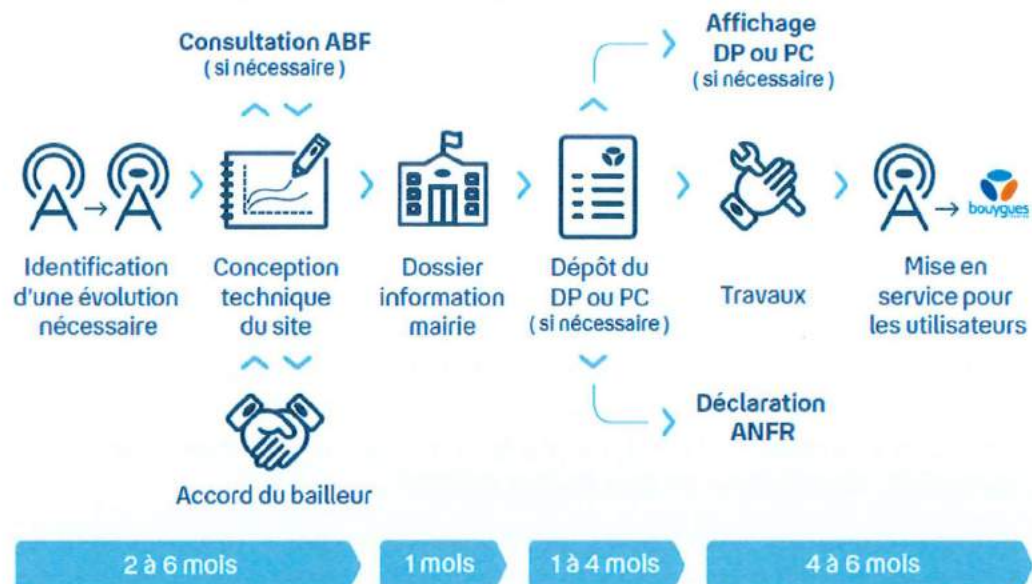 Consultation ABF
( si nécessaire )
Affichage
DP ou PC
( si nécessaire )
bouygues
Identification
d'une évolution
nécessaire
Conception
technique
du site
Dossier
information
mairie
Dépôt du
DP ou PC
( si nécessaire )
Travaux
Mise en
service pour
les utilisateurs
Déclaration
ANFR
Accord du bailleur
2 à 6 mois
1 mois
1 à 4 mois
4 à 6 mois